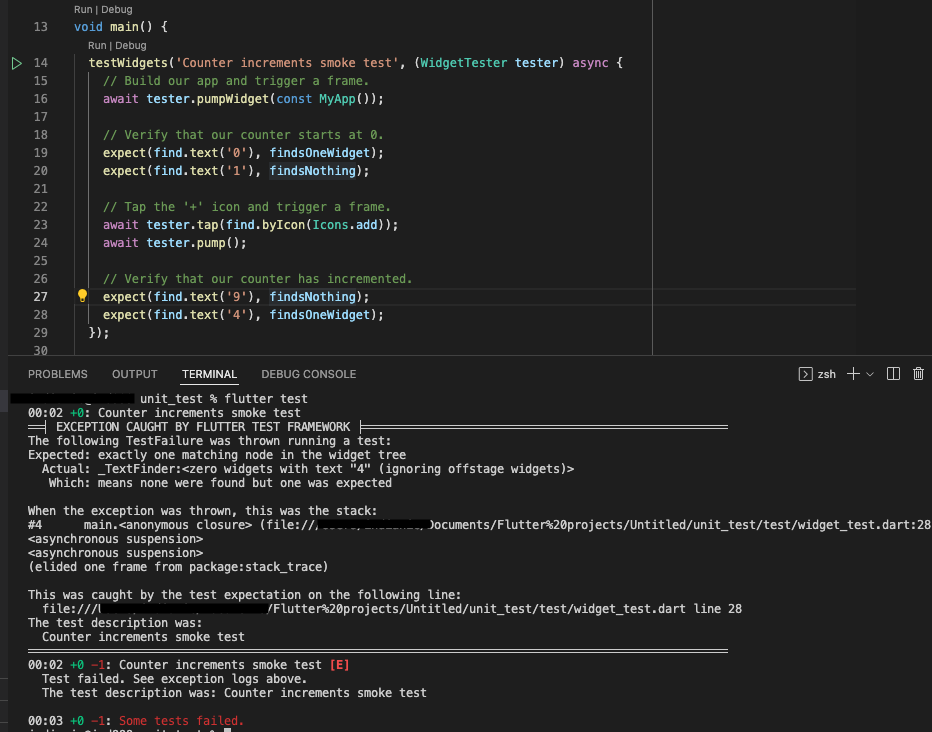 Run | Debug
13 void main() {
Run | Debug
14 testWidgets('Counter increments smoke test', (WidgetTester tester) async {
15 // Build our app and trigger a frame.
16 await tester.pumpWidget(const MyApp());
17
18 // Verify that our counter starts at 0.
19 expect(find.text('0'), findsOneWidget);
20 expect(find.text('1'), findsNothing);
21
22 // Tap the '+' icon and trigger a frame.
23 await tester.tap(find.byIcon(Icons.add));
24 await tester.pump();
25
26 // Verify that our counter has incremented.
27 expect(find.text('9'), findsNothing);
28 expect(find.text('4'), findsOneWidget);
29 });
30
PROBLEMS OUTPUT TERMINAL DEBUG CONSOLE zsh
unit_test % flutter test
00:02 +0: Counter increments smoke test
EXCEPTION CAUGHT BY FLUTTER TEST FRAMEWORK
The following TestFailure was thrown running a test:
Expected: exactly one matching node in the widget tree
Actual: _TextFinder:<zero widgets with text "4" (ignoring offstage widgets)>
Which: means none were found but one was expected
When the exception was thrown, this was the stack:
#4 main.<anonymous closure> (file:// Documents/Flutter%20projects/Untitled/unit_test/test/widget_test.dart:28
<asynchronous suspension>
<asynchronous suspension>
(elided one frame from package:stack_trace)
This was caught by the test expectation on the following line:
file:/// /Flutter%20projects/Untitled/unit_test/test/widget_test.dart line 28
The test description was:
Counter increments smoke test
00:02 +0 -1: Counter increments smoke test [E]
Test failed. See exception logs above.
The test description was: Counter increments smoke test
00:03 +0 -1: Some tests failed.